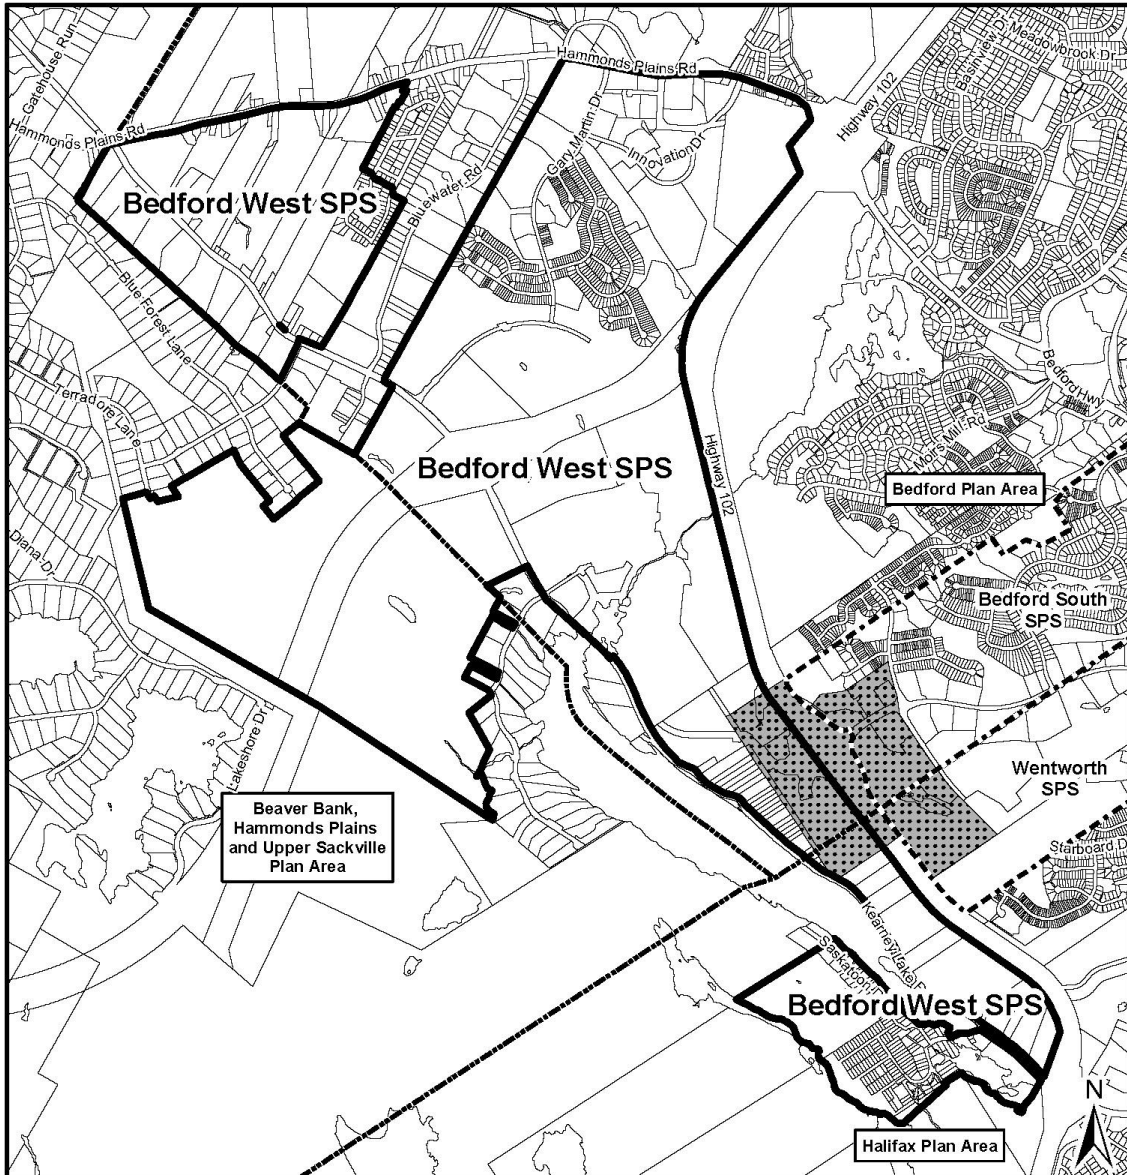 Gatehouse Run
Hammonds Plains Rd
Hammonds Plains Rd
Basinview Dr
Meadowbrook Dr
Highway 102
Gary Martin Dr
Innovation Dr
Bluewater Rd
Bedford West SPS
Blue Forest Lane
Terradore Lane
Bedford Hwy
Moirs Mill Rd
Highway 102
Bedford West SPS
Bedford Plan Area
Diana Dr
Bedford South
SPS
Lakeshore Dr
Wentworth
SPS
Beaver Bank,
Hammonds Plains
and Upper Sackville
Plan Area
Starboard D
Kearney Lake
Saskatoon
Bedford West SPS
N
Halifax Plan Area